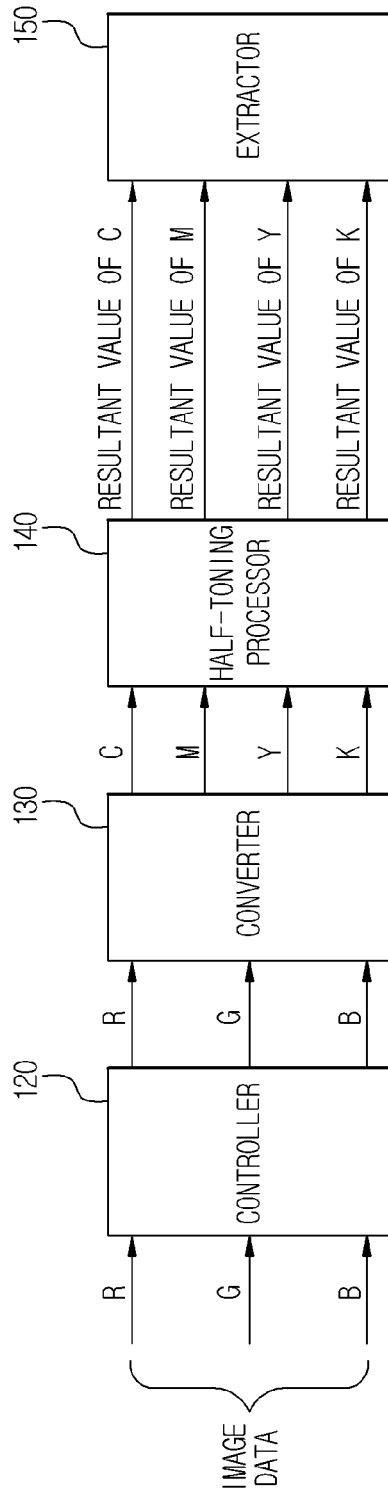 IMAGE
DATA
R
G
B
120
CONTROLLER
R
G
B
130
CONVERTER
C
M
Y
K
140
HALF-TONING
PROCESSOR
RESULTANT VALUE OF C
RESULTANT VALUE OF M
RESULTANT VALUE OF Y
RESULTANT VALUE OF K
150
EXTRACTOR